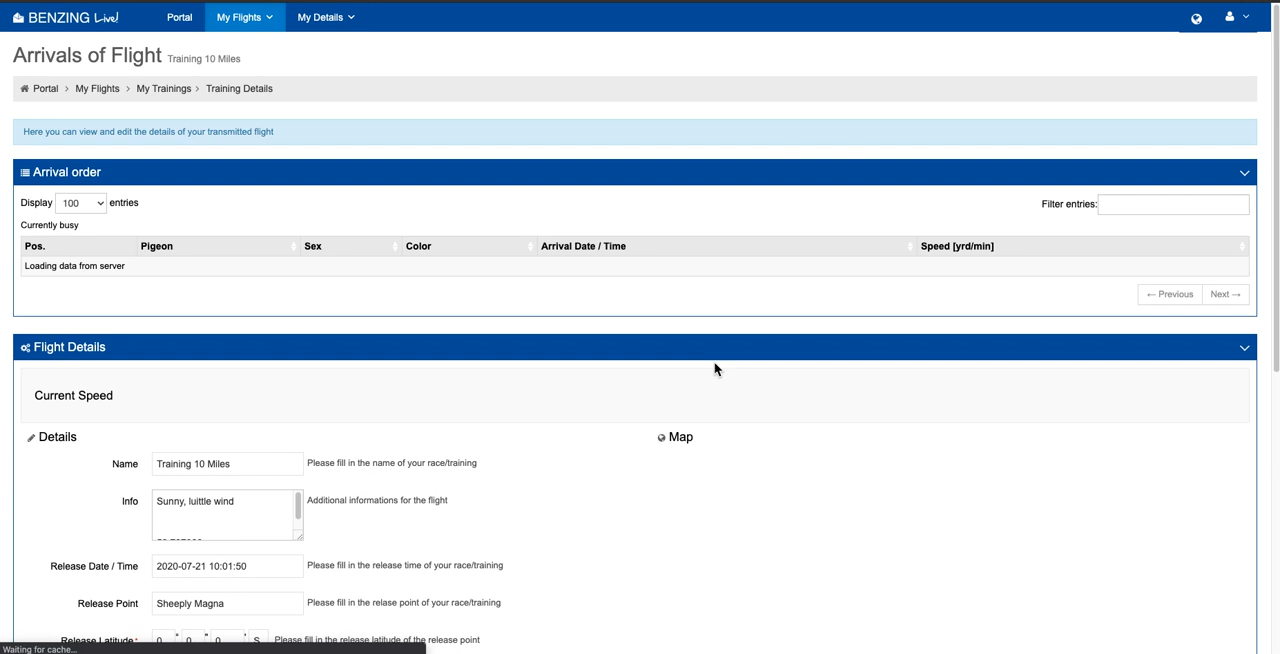 BENZING Live!
Portal
My Flights
My Details
Arrivals of Flight Training 10 Miles
Portal > My Flights > My Trainings > Training Details
Here you can view and edit the details of your transmitted flight
Arrival order
Display 100 entries
Filter entries:
Currently busy
Pos. Pigeon Sex Color Arrival Date / Time Speed [yrd/min]
Loading data from server
← Previous Next →
Flight Details
Current Speed
Details
Map
Name Training 10 Miles Please fill in the name of your race/training
Info Sunny, luittle wind Additional informations for the flight
Release Date / Time 2020-07-21 10:01:50 Please fill in the release time of your race/training
Release Point Sheeply Magna Please fill in the relase point of your race/training
Release Latitude * 0 ° 0 " 0 ' S Please fill in the release latitude of the release point
Waiting for cache...